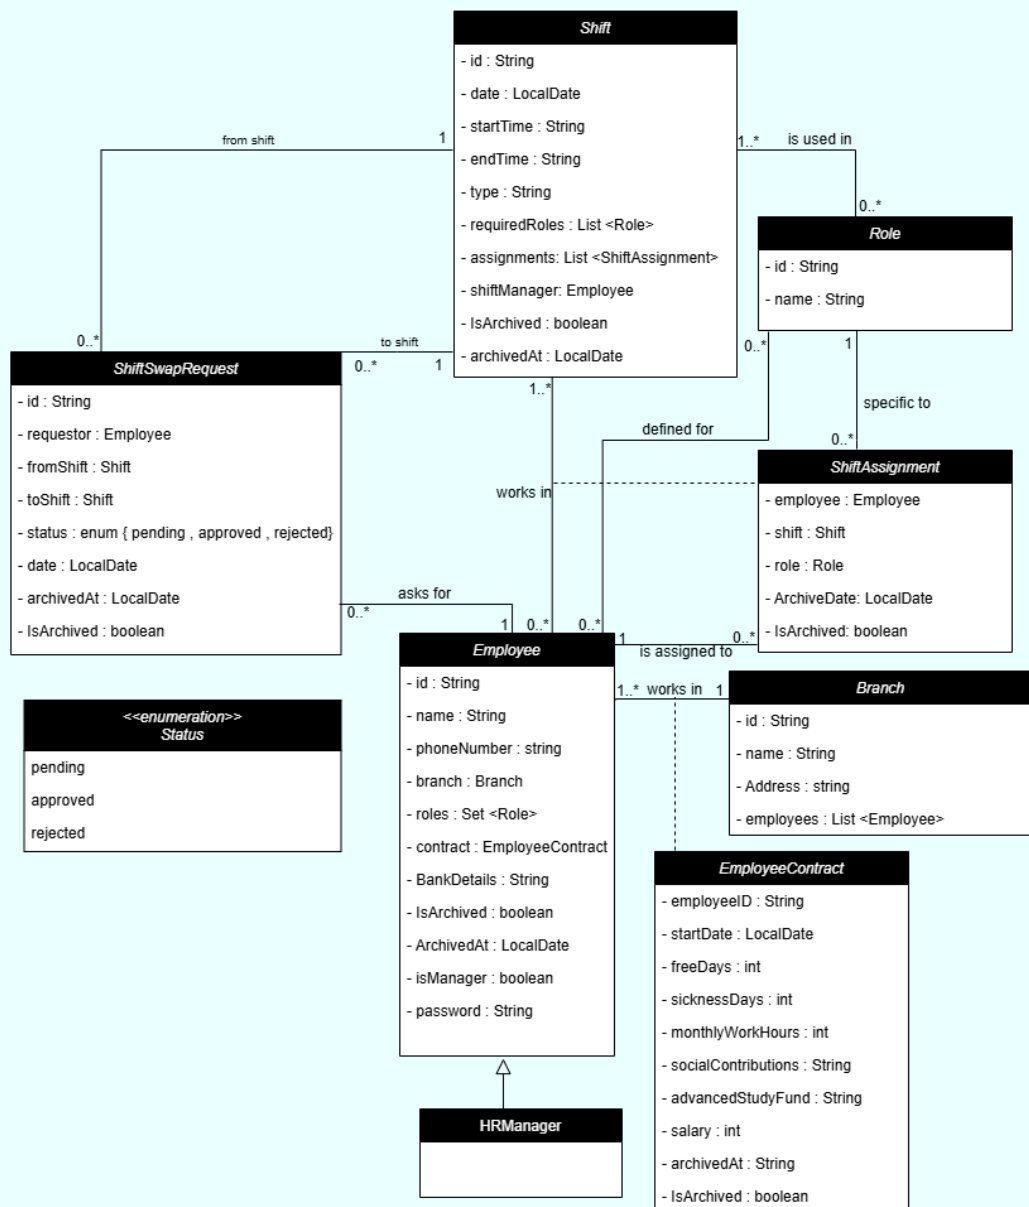 Shift
- id : String
- date : LocalDate
- startTime : String
- endTime : String
- type : String
- requiredRoles : List <Role>
- assignments: List <ShiftAssignment>
- shiftManager: Employee
- IsArchived : boolean
- archivedAt : LocalDate
from shift
1
0..*
to shift
0..*
1
1..*
is used in
0..*
Role
- id : String
- name : String
0..*
1
specific to
0..*
defined for
1..*
works in
ShiftSwapRequest
- id : String
- requestor : Employee
- fromShift : Shift
- toShift : Shift
- status : enum { pending , approved , rejected}
- date : LocalDate
- archivedAt : LocalDate
- IsArchived : boolean
ShiftAssignment
- employee : Employee
- shift : Shift
- role : Role
- ArchiveDate: LocalDate
- IsArchived: boolean
asks for
0..*
1
0..*
0..*
1
is assigned to
0..*
Employee
- id : String
- name : String
- phoneNumber : string
- branch : Branch
- roles : Set <Role>
- contract : EmployeeContract
- BankDetails : String
- IsArchived : boolean
- ArchivedAt : LocalDate
- isManager : boolean
- password : String
1..*
works in
1
Branch
- id : String
- name : String
- Address : string
- employees : List <Employee>
<<enumeration>>
Status
pending
approved
rejected
EmployeeContract
- employeeID : String
- startDate : LocalDate
- freeDays : int
- sicknessDays : int
- monthlyWorkHours : int
- socialContributions : String
- advancedStudyFund : String
- salary : int
- archivedAt : String
- IsArchived : boolean
HRManager